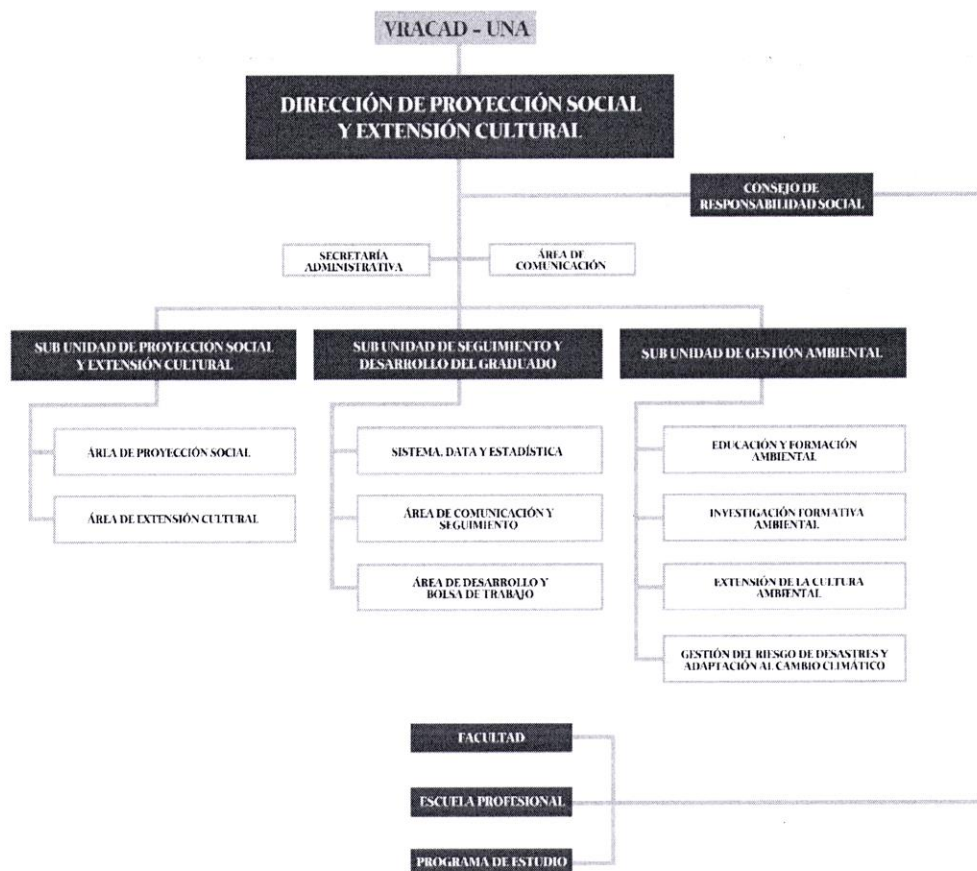 VRACAD - UNA
DIRECCIÓN DE PROYECCIÓN SOCIAL
Y EXTENSIÓN CULTURAL
CONSEJO DE
RESPONSABILIDAD SOCIAL
SECRETARÍA
ADMINISTRATIVA
ÁREA DE
COMUNICACIÓN
SUB UNIDAD DE PROYECCIÓN SOCIAL
Y EXTENSIÓN CULTURAL
ÁREA DE PROYECCIÓN SOCIAL
ÁREA DE EXTENSIÓN CULTURAL
SUB UNIDAD DE SEGUIMIENTO Y
DESARROLLO DEL GRADUADO
SISTEMA, DATA Y ESTADÍSTICA
ÁREA DE COMUNICACIÓN Y
SEGUIMIENTO
ÁREA DE DESARROLLO Y
BOLSA DE TRABAJO
SUB UNIDAD DE GESTIÓN AMBIENTAL
EDUCACIÓN Y FORMACIÓN
AMBIENTAL
INVESTIGACIÓN FORMATIVA
AMBIENTAL
EXTENSIÓN DE LA CULTURA
AMBIENTAL
GESTIÓN DEL RIESGO DE DESASTRES Y
ADAPTACIÓN AL CAMBIO CLIMÁTICO
FACULTAD
ESCUELA PROFESIONAL
PROGRAMA DE ESTUDIO